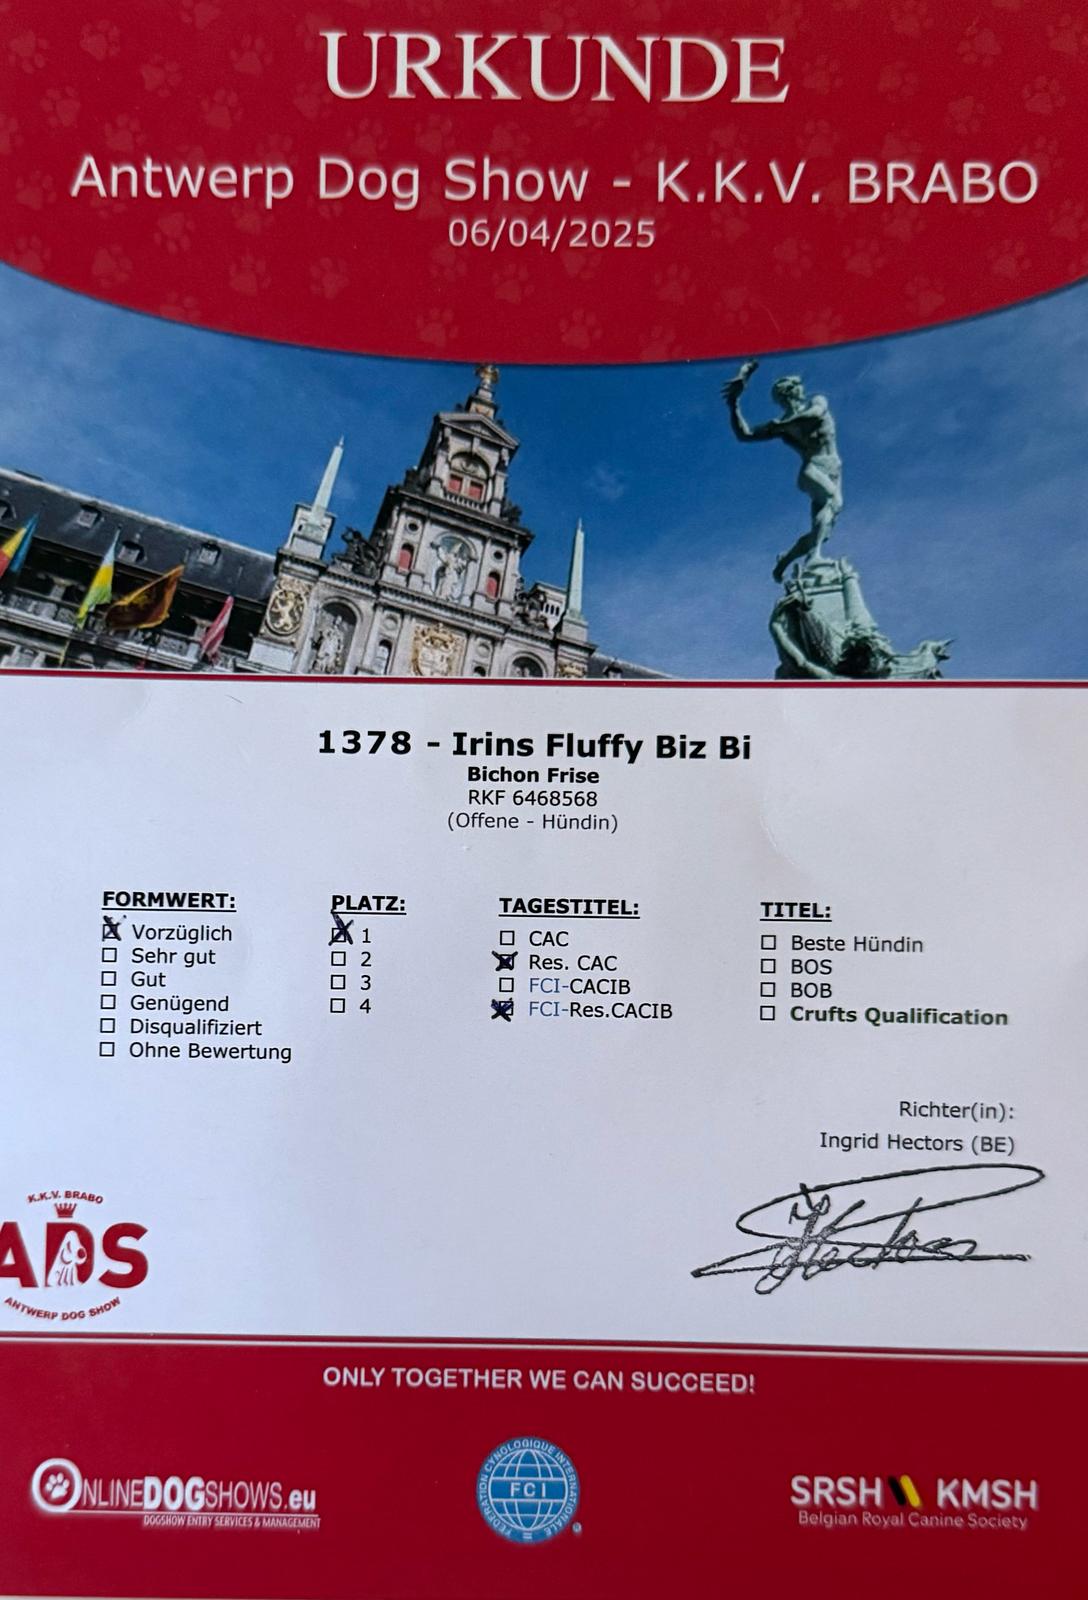 URKUNDE
Antwerp Dog Show - K.K.V. BRABO
06/04/2025
1378 - Irins Fluffy Biz Bi
Bichon Frise
RKF 6468568
(Offene - Hündin)
FORMWERT:
Vorzüglich
Sehr gut
Gut
Genügend
Disqualifiziert
Ohne Bewertung
PLATZ:
1
2
3
4
TAGESTITEL:
CAC
Res. CAC
FCI-CACIB
FCI-Res.CACIB
TITEL:
Beste Hündin
BOS
BOB
Crufts Qualification
Richter(in):
Ingrid Hectors (BE)
K.K.V. BRABO
ADS
ANTWERP DOG SHOW
ONLY TOGETHER WE CAN SUCCEED!
ONLINEDOGSHOWS.eu
DOGSHOW ENTRY SERVICES & MANAGEMENT
FEDERATION CYNOLOGIQUE INTERNATIONALE
FCI
®
SRSH KMSH
Belgian Royal Canine Society